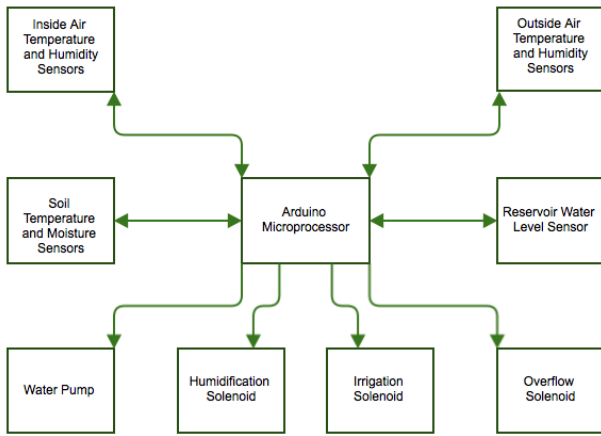 Inside Air
Temperature
and Humidity
Sensors
Outside Air
Temperature
and Humidity
Sensors
Soil
Temperature
and Moisture
Sensors
Arduino
Microprocessor
Reservoir Water
Level Sensor
Water Pump
Humidification
Solenoid
Irrigation
Solenoid
Overflow
Solenoid